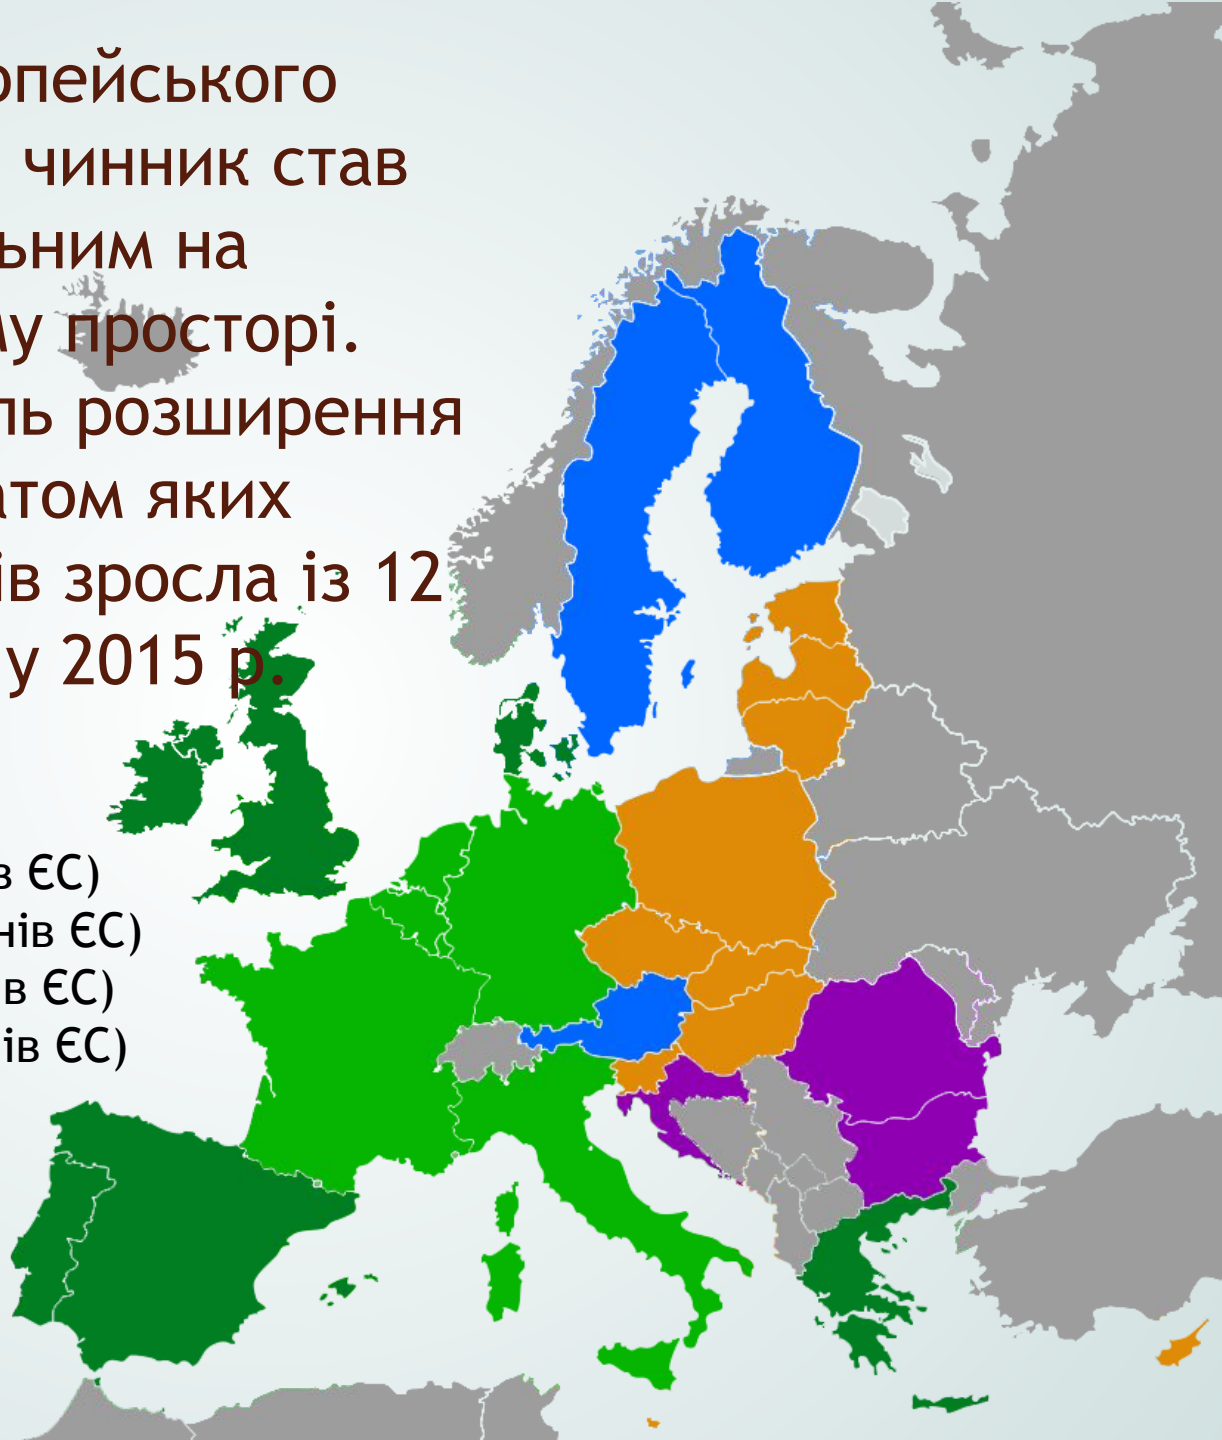 опейського
чинник став
ьним на
му просторі.
ль розширення
атом яких
ів зросла із 12
у 2015 р.
в ЄС)
нів ЄС)
в ЄС)
ів ЄС)